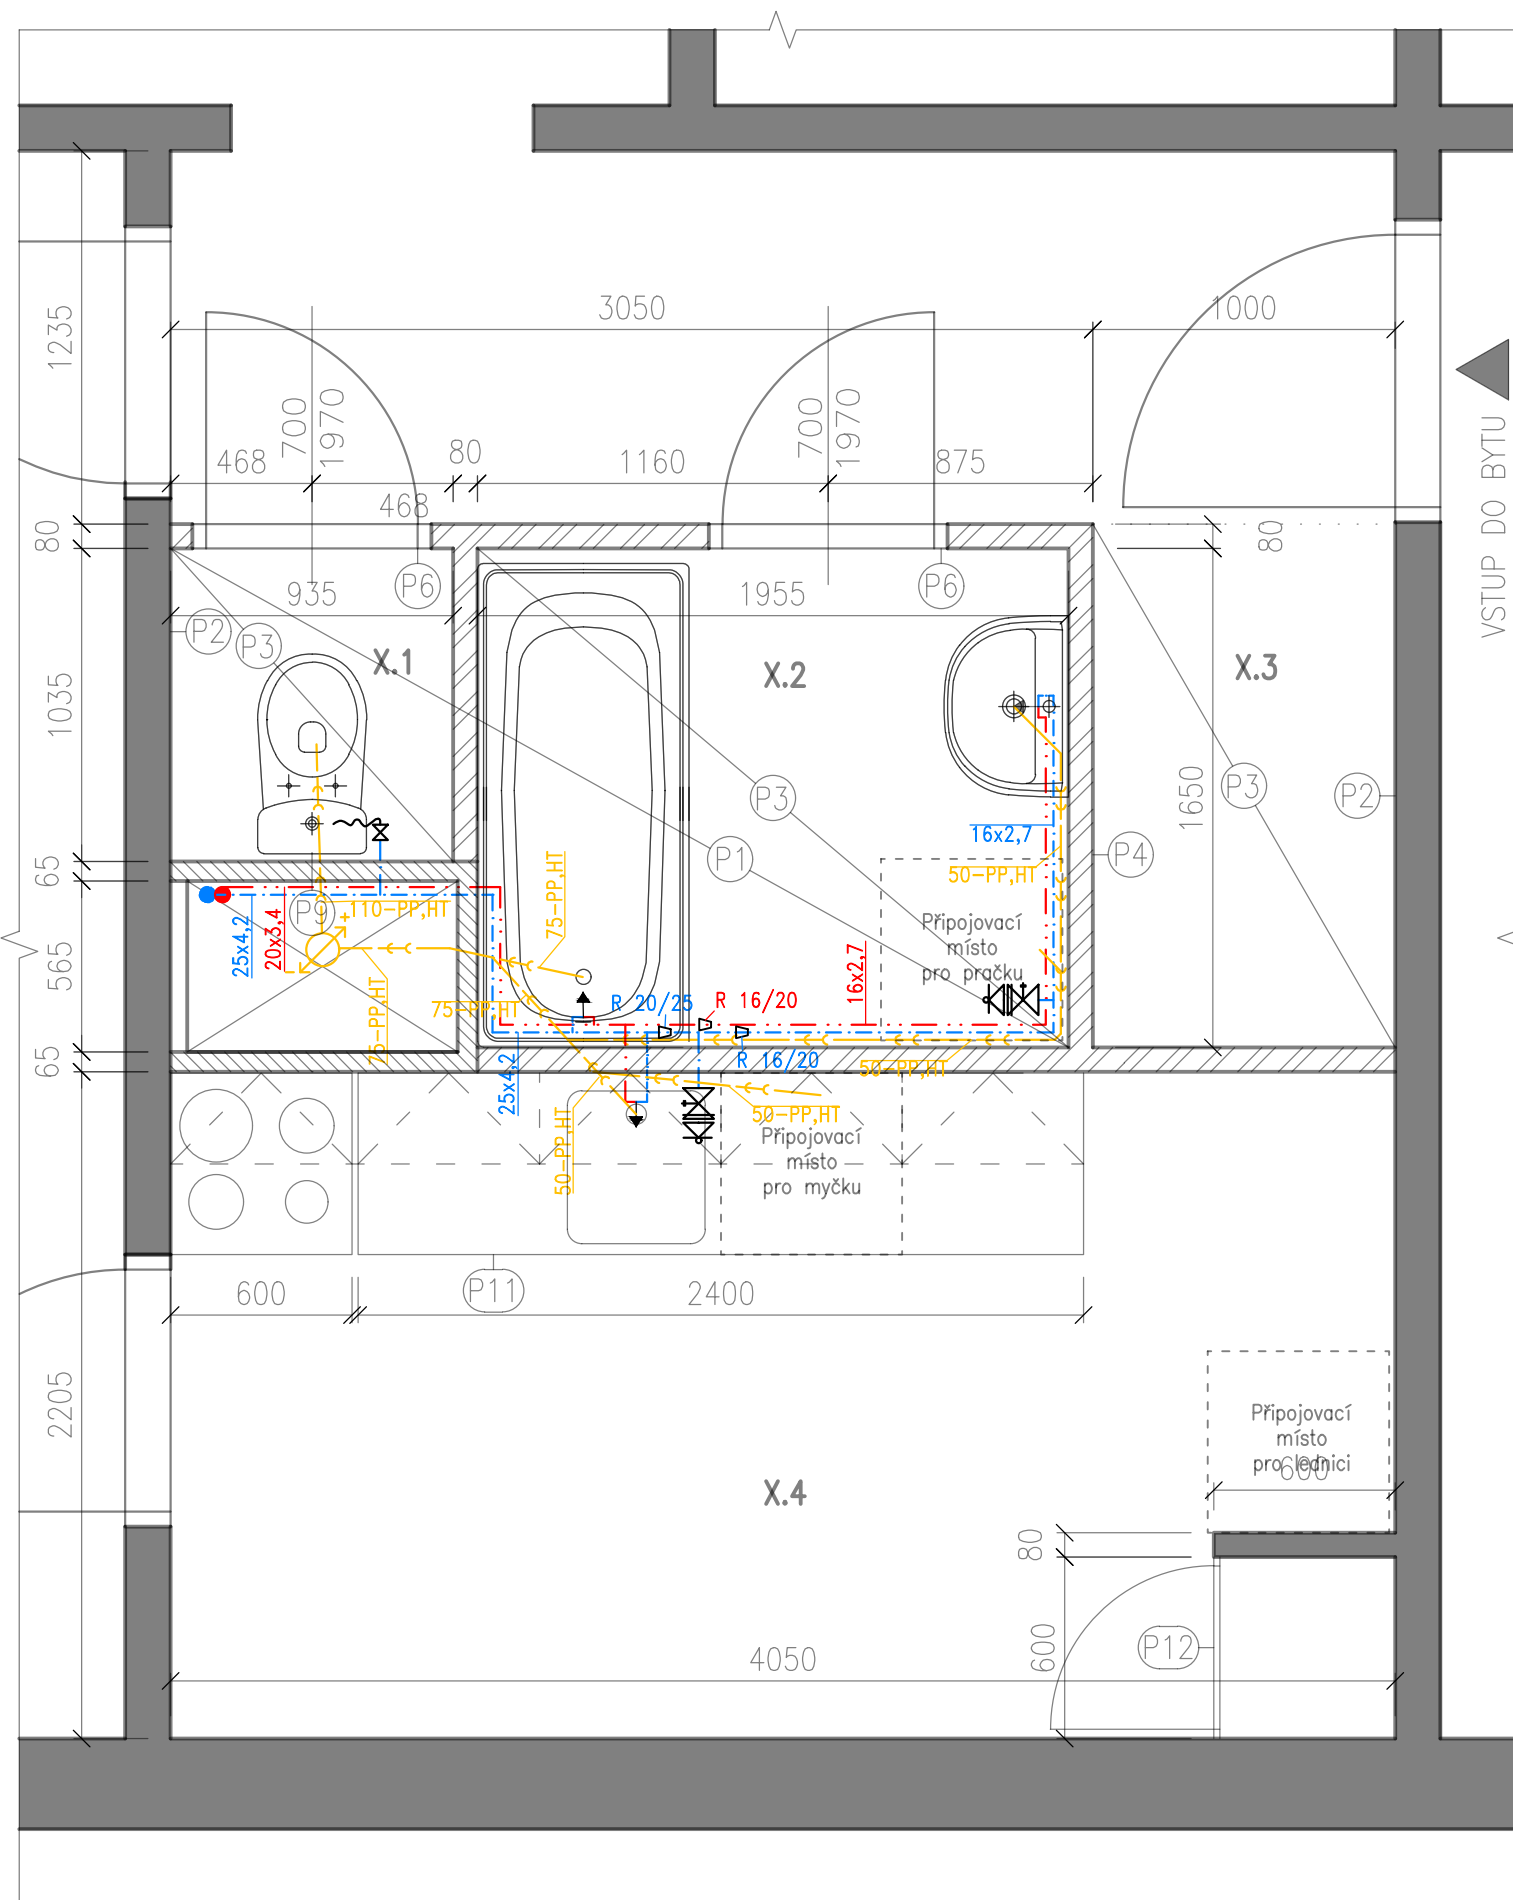 3050
1000
1235
700
1970
700
1970
468
80
1160
875
468
80
80
VSTUP DO BYTU
P6
P6
935
1955
P2
P3
X.1
X.2
X.3
1035
P3
P3
P2
1650
16x2,7
P1
P4
65
50-PP,HT
75-PP,HT
P9
110-PP,HT
Připojovací
místo
pro pračku
25x4,2
20x3,4
565
16x2,7
75-PP,HT
75-PP,HT
R 20/25
R 16/20
65
R 16/20
50-PP,HT
25x4,2
50-PP,HT
50-PP,HT
Připojovací
místo
pro myčku
P11
600
2400
2205
Připojovací
místo
pro lednici
600
X.4
80
600
P12
4050